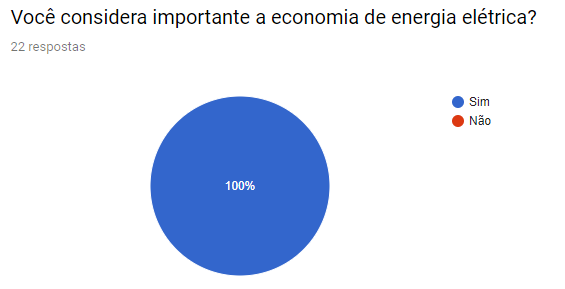 Você considera importante a economia de energia elétrica?
22 respostas
Sim
Não
100%